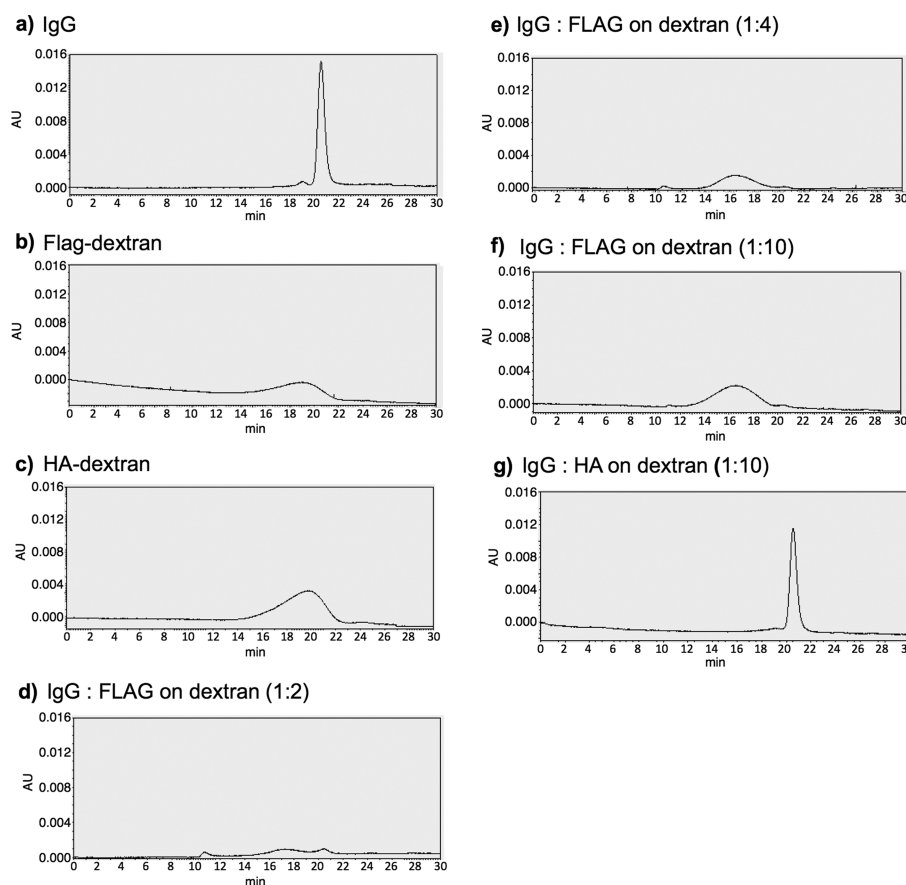 a) IgG
0.016
0.012
0.008
0.004
0.000
AU
0 2 4 6 8 10 12 14 16 18 20 22 24 26 28 30
min
b) Flag-dextran
0.016
0.012
0.008
0.004
0.000
AU
0 2 4 6 8 10 12 14 16 18 20 22 24 26 28 30
min
c) HA-dextran
0.016
0.012
0.008
0.004
0.000
AU
0 2 4 6 8 10 12 14 16 18 20 22 24 26 28 30
min
d) IgG : FLAG on dextran (1:2)
0.016
0.012
0.008
0.004
0.000
AU
0 2 4 6 8 10 12 14 16 18 20 22 24 26 28 30
min
e) IgG : FLAG on dextran (1:4)
0.016
0.012
0.008
0.004
0.000
AU
0 2 4 6 8 10 12 14 16 18 20 22 24 26 28 30
min
f) IgG : FLAG on dextran (1:10)
0.016
0.012
0.008
0.004
0.000
AU
0 2 4 6 8 10 12 14 16 18 20 22 24 26 28 30
min
g) IgG : HA on dextran (1:10)
0.016
0.012
0.008
0.004
0.000
AU
0 2 4 6 8 10 12 14 16 18 20 22 24 26 28
min